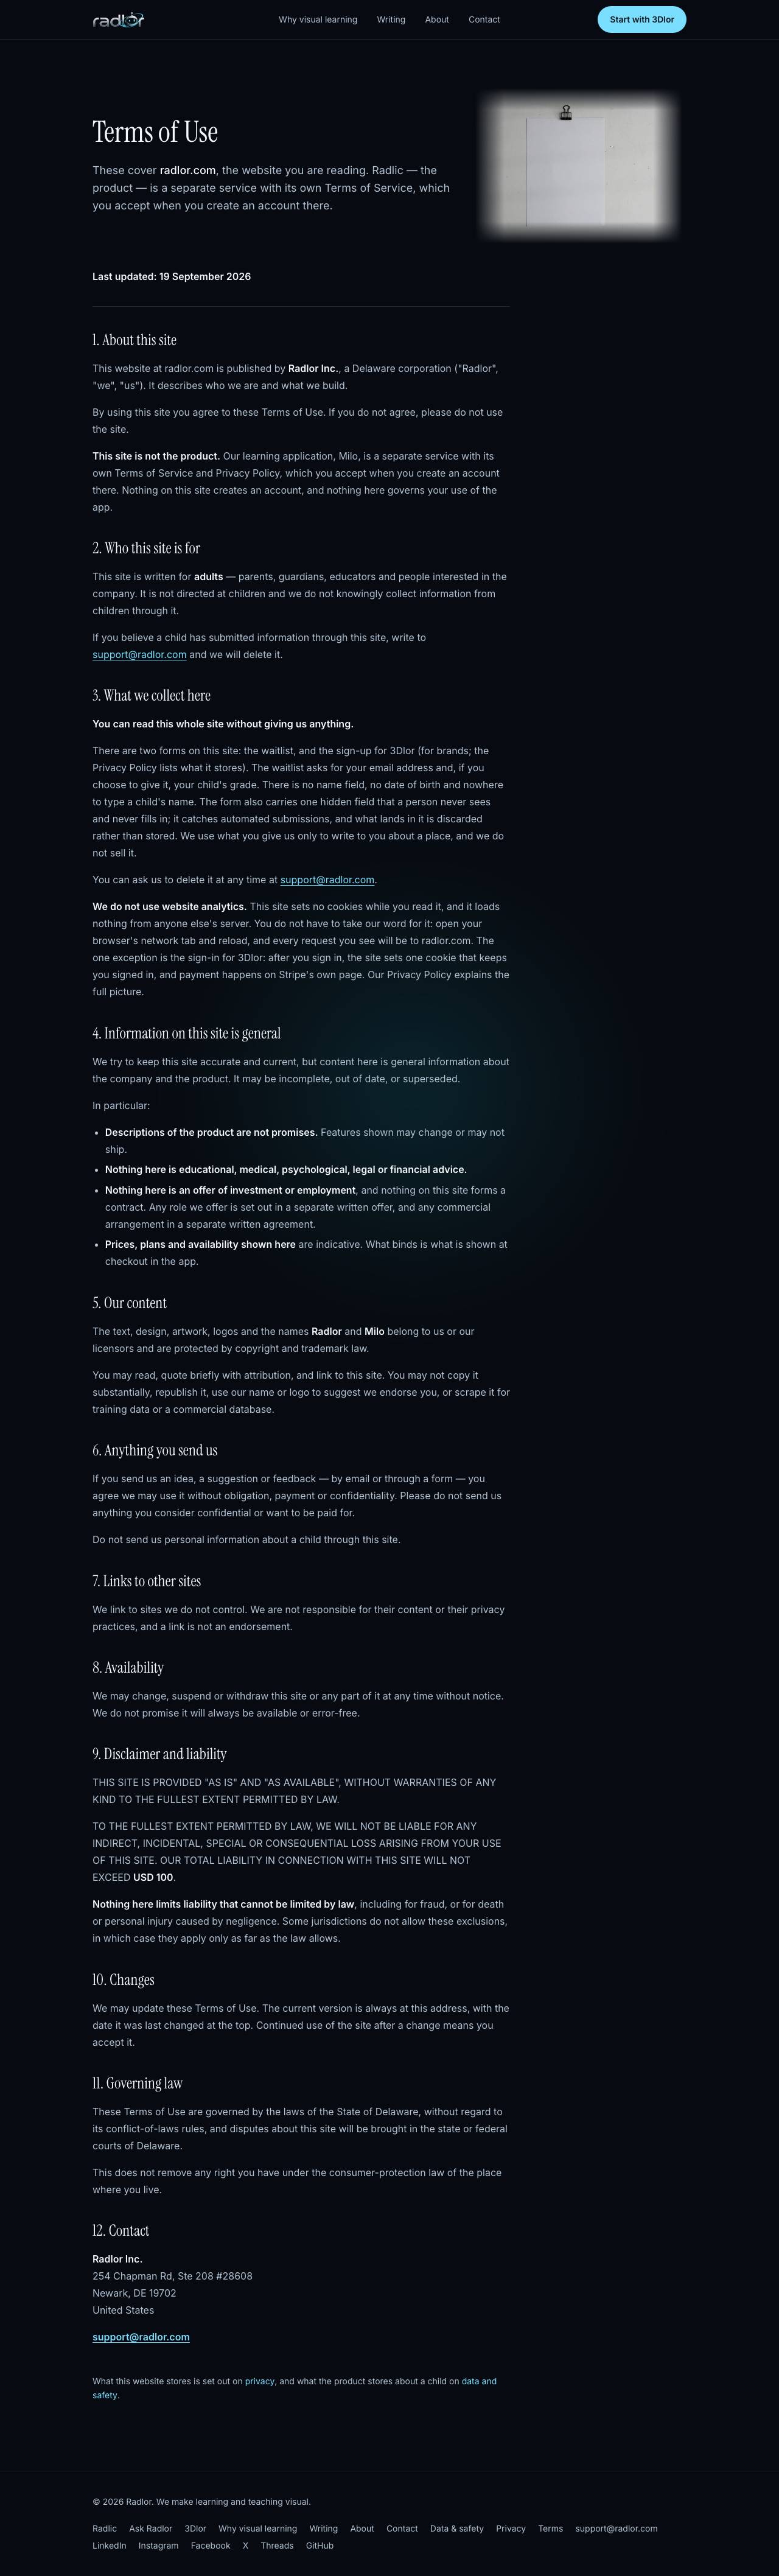 radlor
Why visual learning
Writing
About
Contact
Start with 3Dlor
Terms of Use
These cover radlor.com, the website you are reading. Radlic — the
product — is a separate service with its own Terms of Service, which
you accept when you create an account there.
Last updated: 19 September 2026
1. About this site
This website at radlor.com is published by Radlor Inc., a Delaware corporation ("Radlor",
"we", "us"). It describes who we are and what we build.
By using this site you agree to these Terms of Use. If you do not agree, please do not use
the site.
This site is not the product. Our learning application, Milo, is a separate service with its
own Terms of Service and Privacy Policy, which you accept when you create an account
there. Nothing on this site creates an account, and nothing here governs your use of the
app.
2. Who this site is for
This site is written for adults — parents, guardians, educators and people interested in the
company. It is not directed at children and we do not knowingly collect information from
children through it.
If you believe a child has submitted information through this site, write to
support@radlor.com and we will delete it.
3. What we collect here
You can read this whole site without giving us anything.
There are two forms on this site: the waitlist, and the sign-up for 3Dlor (for brands; the
Privacy Policy lists what it stores). The waitlist asks for your email address and, if you
choose to give it, your child's grade. There is no name field, no date of birth and nowhere
to type a child's name. The form also carries one hidden field that a person never sees
and never fills in; it catches automated submissions, and what lands in it is discarded
rather than stored. We use what you give us only to write to you about a place, and we do
not sell it.
You can ask us to delete it at any time at support@radlor.com.
We do not use website analytics. This site sets no cookies while you read it, and it loads
nothing from anyone else's server. You do not have to take our word for it: open your
browser's network tab and reload, and every request you see will be to radlor.com. The
one exception is the sign-in for 3Dlor: after you sign in, the site sets one cookie that keeps
you signed in, and payment happens on Stripe's own page. Our Privacy Policy explains the
full picture.
4. Information on this site is general
We try to keep this site accurate and current, but content here is general information about
the company and the product. It may be incomplete, out of date, or superseded.
In particular:
• Descriptions of the product are not promises. Features shown may change or may not
ship.
• Nothing here is educational, medical, psychological, legal or financial advice.
• Nothing here is an offer of investment or employment, and nothing on this site forms a
contract. Any role we offer is set out in a separate written offer, and any commercial
arrangement in a separate written agreement.
• Prices, plans and availability shown here are indicative. What binds is what is shown at
checkout in the app.
5. Our content
The text, design, artwork, logos and the names Radlor and Milo belong to us or our
licensors and are protected by copyright and trademark law.
You may read, quote briefly with attribution, and link to this site. You may not copy it
substantially, republish it, use our name or logo to suggest we endorse you, or scrape it for
training data or a commercial database.
6. Anything you send us
If you send us an idea, a suggestion or feedback — by email or through a form — you
agree we may use it without obligation, payment or confidentiality. Please do not send us
anything you consider confidential or want to be paid for.
Do not send us personal information about a child through this site.
7. Links to other sites
We link to sites we do not control. We are not responsible for their content or their privacy
practices, and a link is not an endorsement.
8. Availability
We may change, suspend or withdraw this site or any part of it at any time without notice.
We do not promise it will always be available or error-free.
9. Disclaimer and liability
THIS SITE IS PROVIDED "AS IS" AND "AS AVAILABLE", WITHOUT WARRANTIES OF ANY
KIND TO THE FULLEST EXTENT PERMITTED BY LAW.
TO THE FULLEST EXTENT PERMITTED BY LAW, WE WILL NOT BE LIABLE FOR ANY
INDIRECT, INCIDENTAL, SPECIAL OR CONSEQUENTIAL LOSS ARISING FROM YOUR USE
OF THIS SITE. OUR TOTAL LIABILITY IN CONNECTION WITH THIS SITE WILL NOT
EXCEED USD 100.
Nothing here limits liability that cannot be limited by law, including for fraud, or for death
or personal injury caused by negligence. Some jurisdictions do not allow these exclusions,
in which case they apply only as far as the law allows.
10. Changes
We may update these Terms of Use. The current version is always at this address, with the
date it was last changed at the top. Continued use of the site after a change means you
accept it.
11. Governing law
These Terms of Use are governed by the laws of the State of Delaware, without regard to
its conflict-of-laws rules, and disputes about this site will be brought in the state or federal
courts of Delaware.
This does not remove any right you have under the consumer-protection law of the place
where you live.
12. Contact
Radlor Inc.
254 Chapman Rd, Ste 208 #28608
Newark, DE 19702
United States
support@radlor.com
What this website stores is set out on privacy, and what the product stores about a child on data and
safety.
© 2026 Radlor. We make learning and teaching visual.
Radlic Ask Radlor 3Dlor Why visual learning Writing About Contact Data & safety Privacy Terms support@radlor.com
LinkedIn Instagram Facebook X Threads GitHub